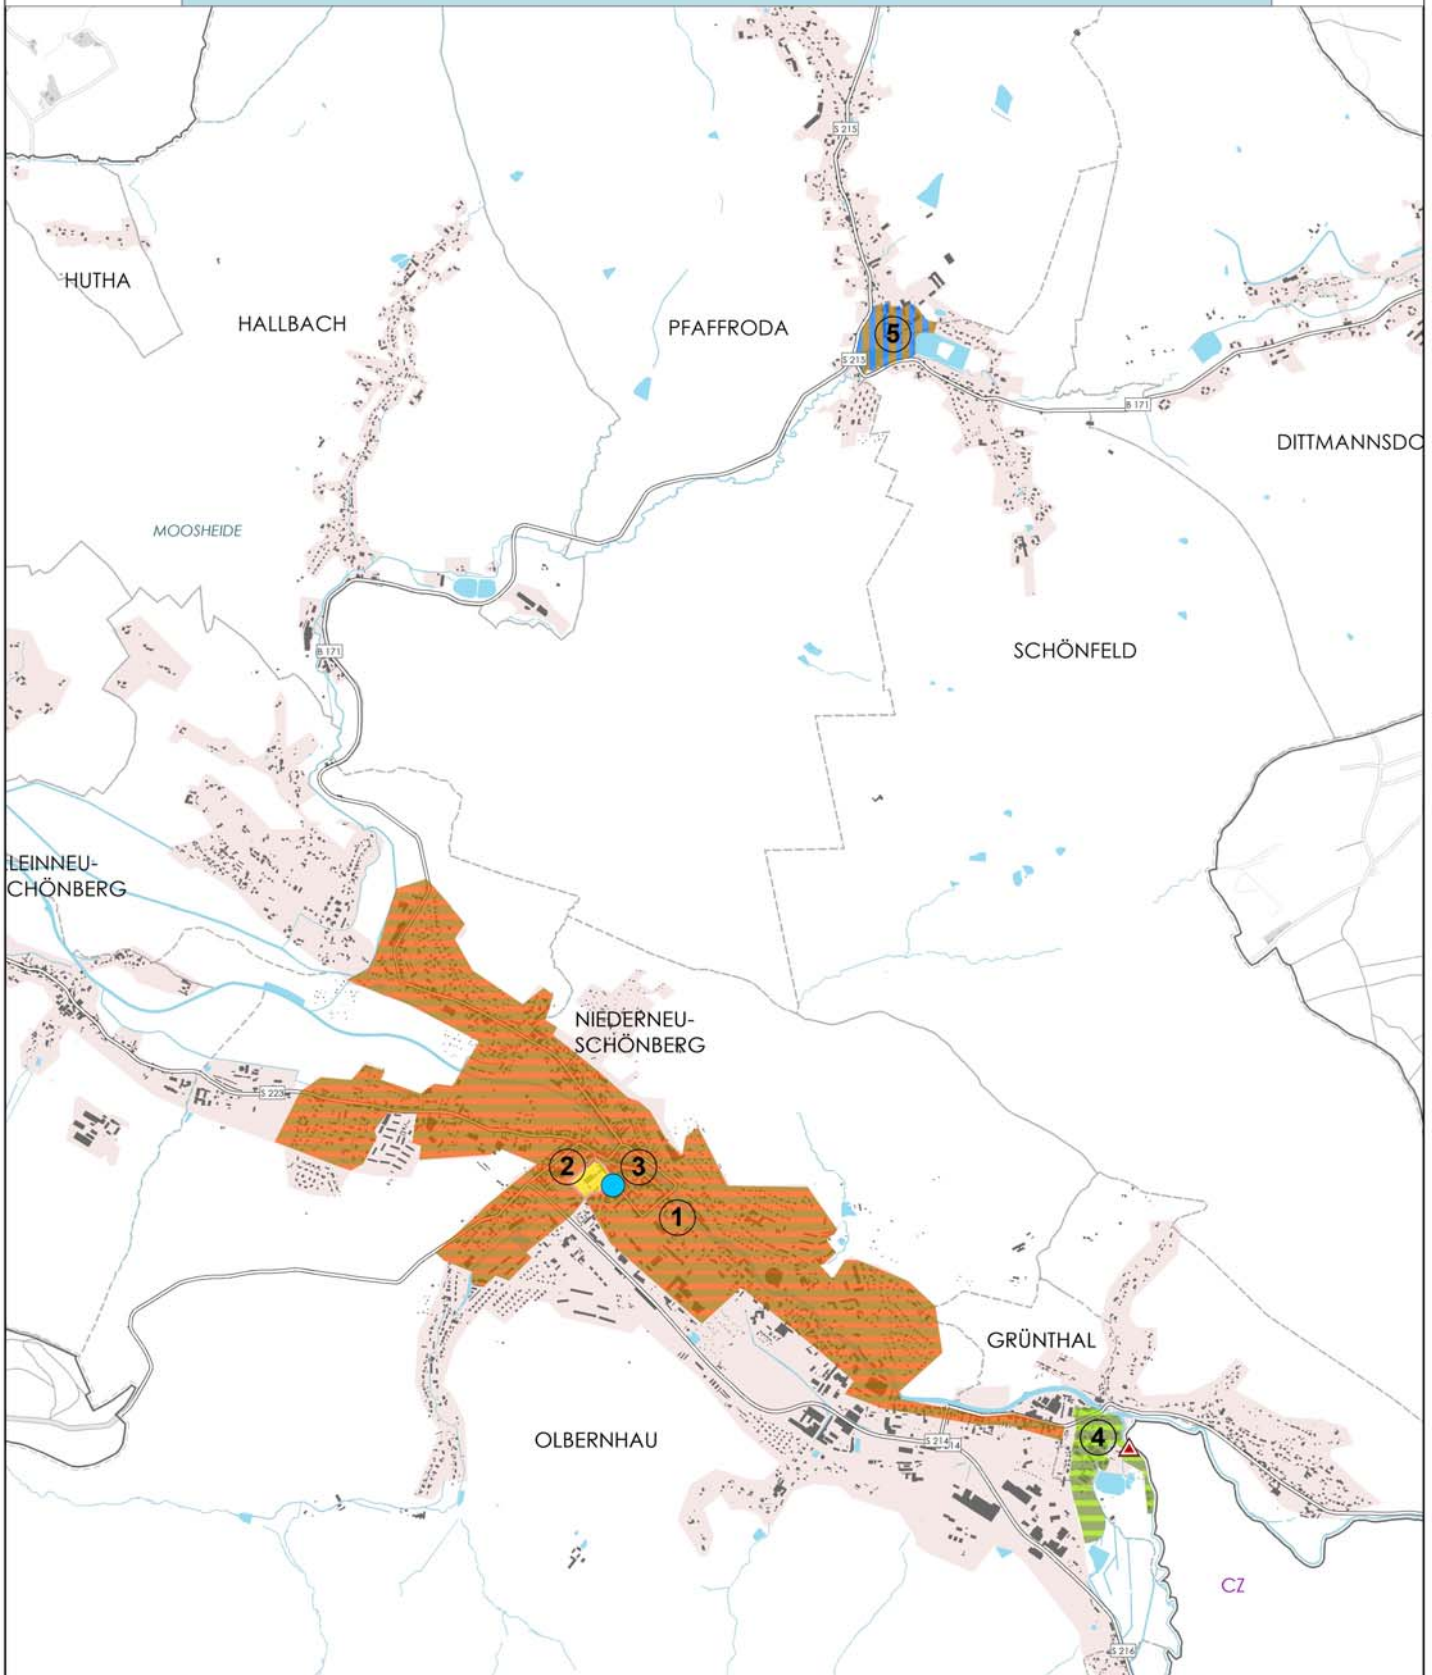 S 215
HUTHA
HALLBACH
PFAFFRODA
5
S 215
B 171
DITTMANNSDO
MOOSHEIDE
SCHÖNFELD
B 171
LEINNEU-
CHÖNBERG
NIEDERNEU-
SCHÖNBERG
S 223
2
3
1
GRÜNTHAL
OLBERNHAU
S 214
4
CZ
S 216